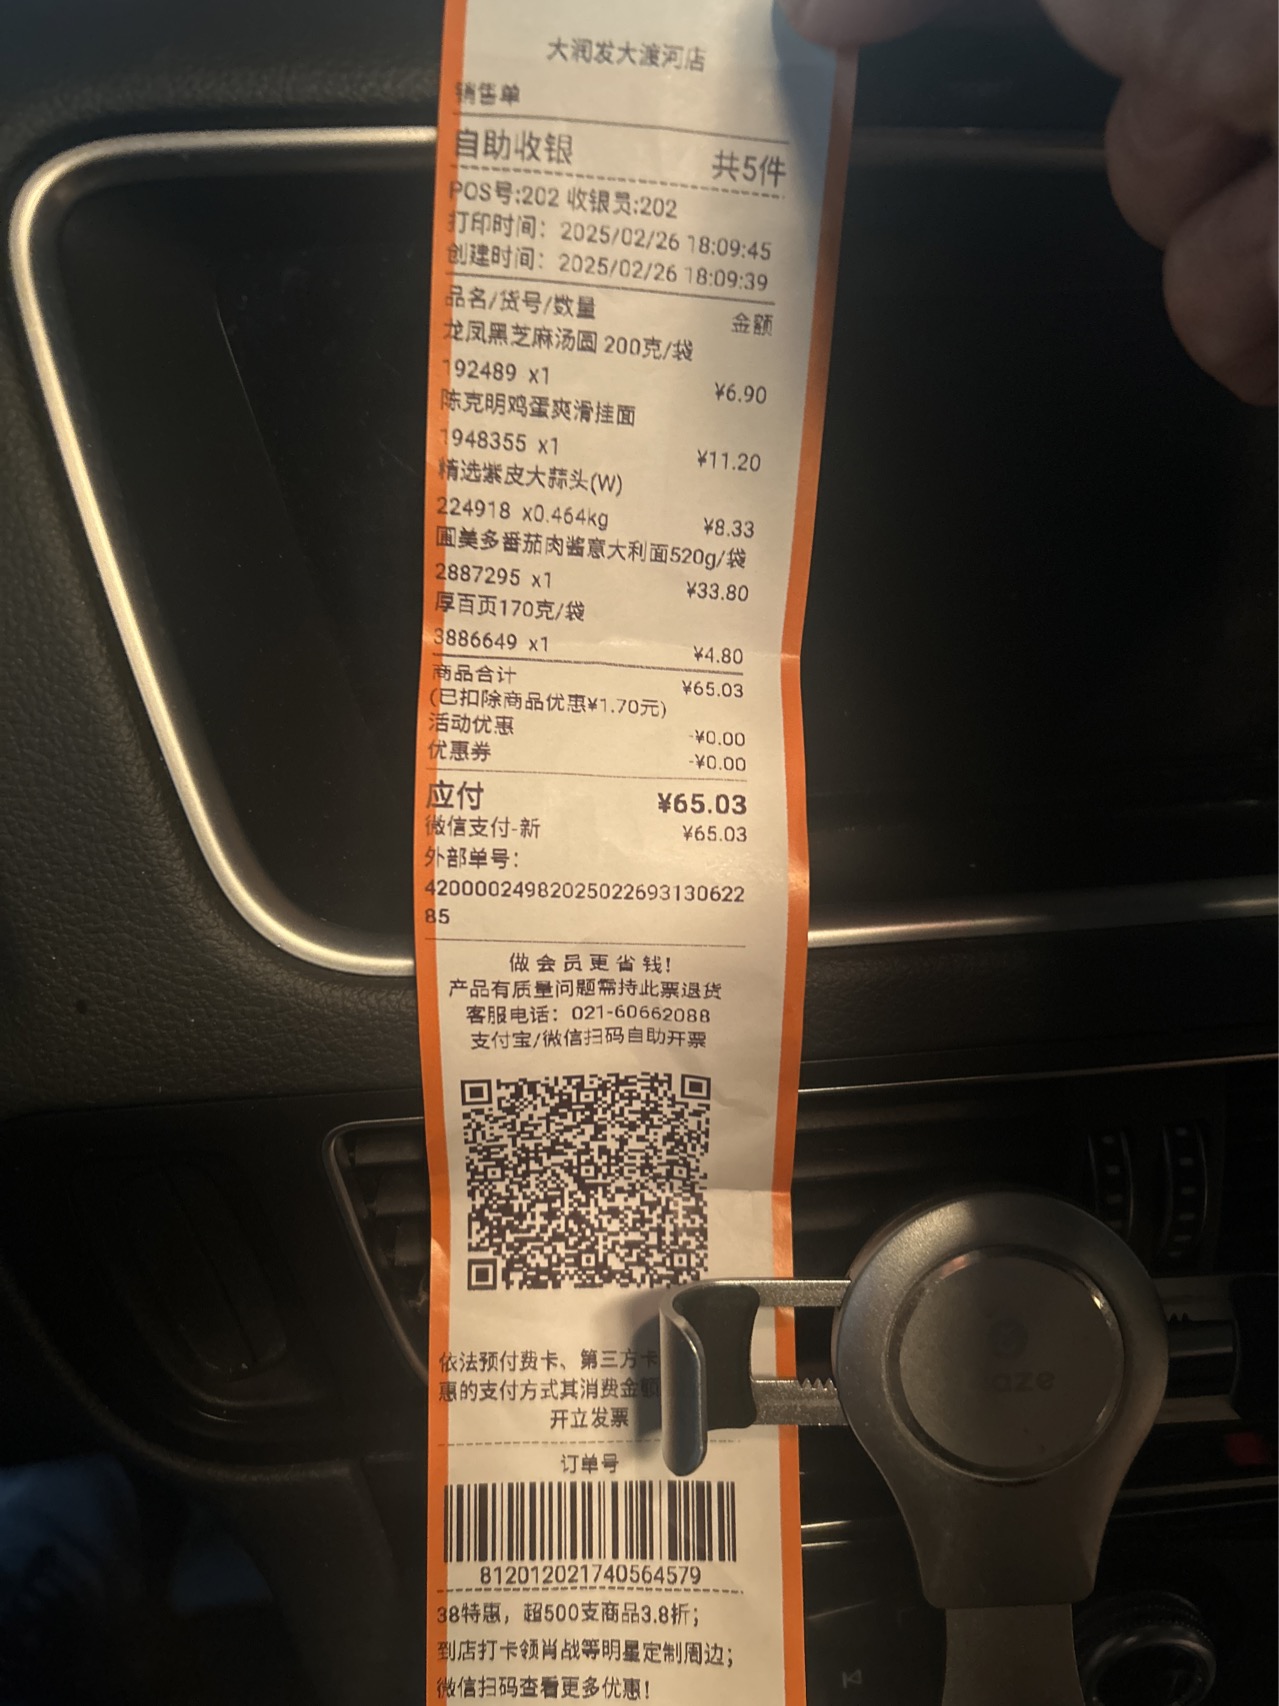 大润发大渡河店
销售单
自助收银 共5件
POS号:202 收银员:202
打印时间： 2025/02/26 18:09:45
创建时间： 2025/02/26 18:09:39
品名/货号/数量 金额
龙凤黑芝麻汤圆 200克/袋
192489 x1 ¥6.90
陈克明鸡蛋爽滑挂面
1948355 x1 ¥11.20
精选紫皮大蒜头(W)
224918 x0.464kg ¥8.33
圃美多番茄肉酱意大利面520g/袋
2887295 x1 ¥33.80
厚百页170克/袋
3886649 x1 ¥4.80
商品合计 ¥65.03
(已扣除商品优惠¥1.70元)
活动优惠 -¥0.00
优惠券 -¥0.00
应付 ¥65.03
微信支付-新 ¥65.03
外部单号：
42000024982025022693130622
85
做会员更省钱！
产品有质量问题需持此票退货
客服电话： 021-60662088
支付宝/微信扫码自助开票
依法预付费卡、第三方卡
惠的支付方式其消费金额
开立发票
订单号
812012021740564579
38特惠，超500支商品3.8折；
到店打卡领肖战等明星定制周边；
微信扫码查看更多优惠！